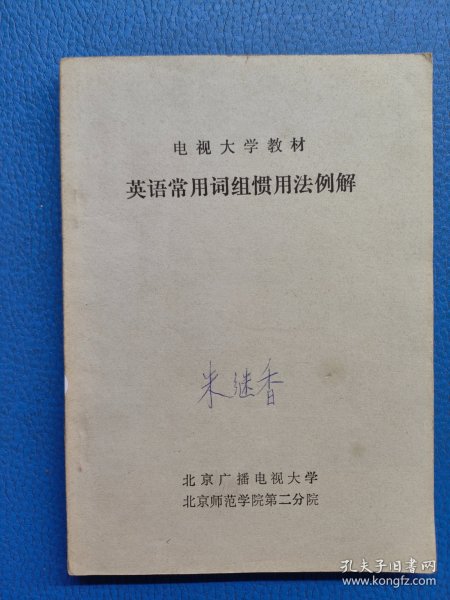 电视大学教材
英语常用词组惯用法例解
朱继香
北京广播电视大学
北京师范学院第二分院
孔夫子旧书网
www.kongfz.com